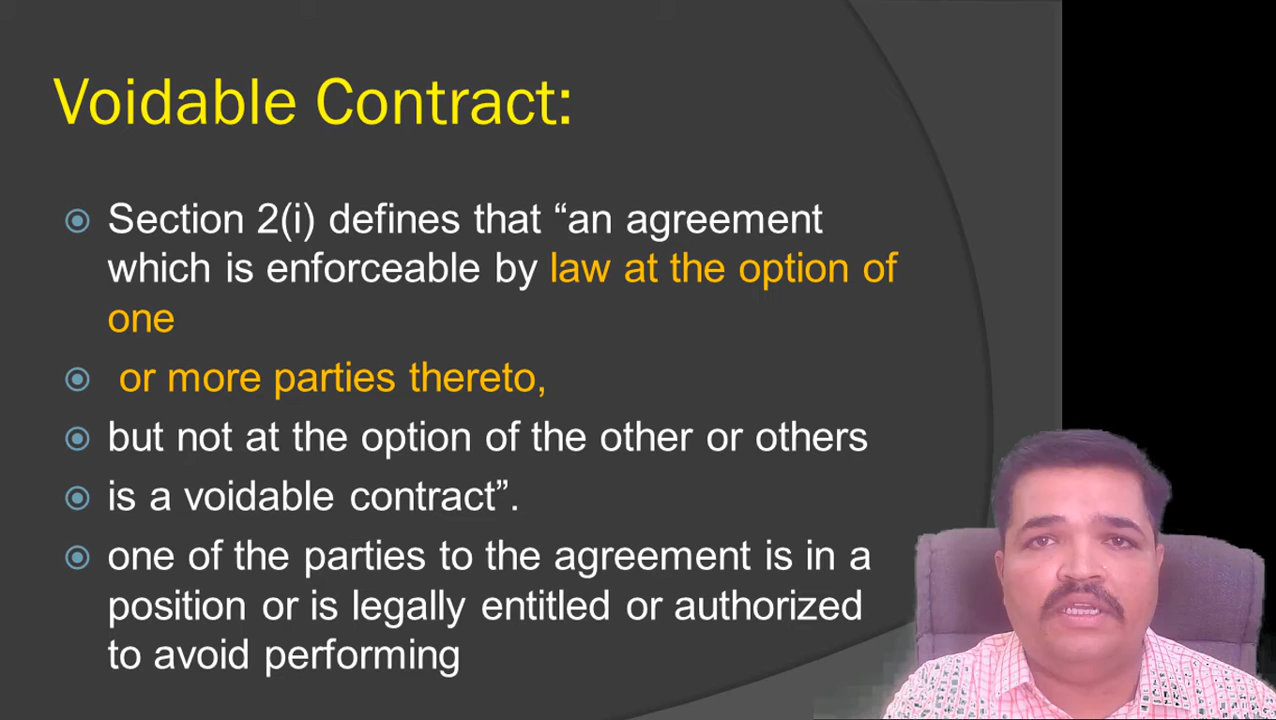 Voidable Contract:
Section 2(i) defines that “an agreement
which is enforceable by law at the option of
one
or more parties thereto,
but not at the option of the other or others
is a voidable contract”.
one of the parties to the agreement is in a
position or is legally entitled or authorized
to avoid performing